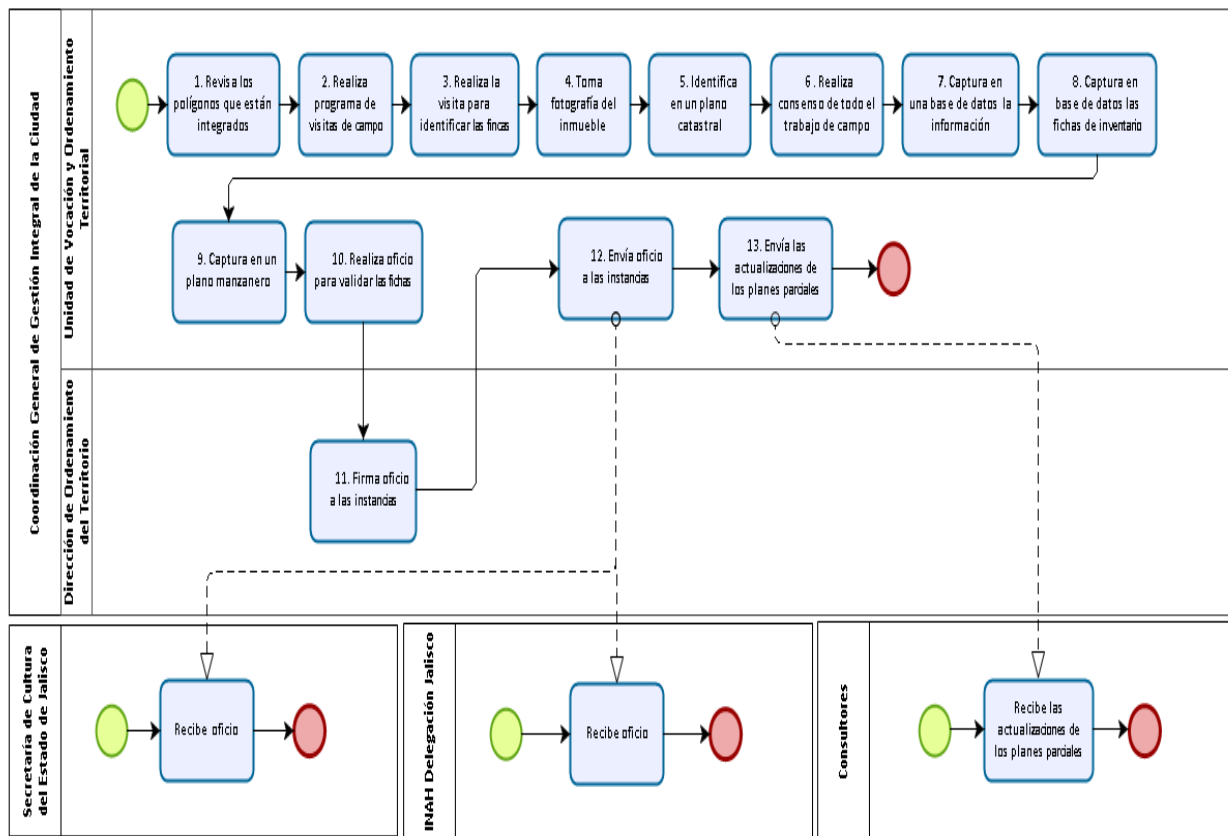 Coordinación General de Gestión Integral de la Ciudad
Unidad de Vocación y Ordenamiento
Territorial
1. Revisa los
polígonos que están
integrados
2. Realiza
programa de
visitas de campo
3. Realiza la
visita para
identificar las fincas
4. Toma
fotografía del
inmueble
5. Identifica
en un plano
catastral
6. Realiza
consenso de todo el
trabajo de campo
7. Captura en
una base de datos la
información
8. Captura en
base de datos las
fichas de inventario
9. Captura en un
plano manzanero
10. Realiza oficio
para validar las fichas
12. Envía oficio
a las instancias
13. Envía las
actualizaciones de
los planes parciales
Dirección de Ordenamiento
del Territorio
11. Firma oficio
a las instancias
Secretaría de Cultura
del Estado de Jalisco
Recibe oficio
INAH Delegación Jalisco
Recibe oficio
Consultores
Recibe las
actualizaciones de
los planes parciales